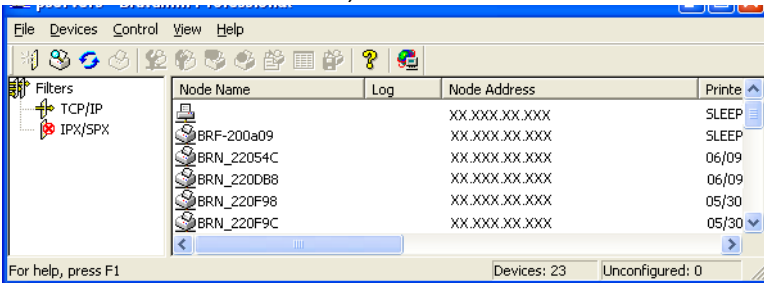 File Devices Control View Help
Filters
TCP/IP
IPX/SPX
Node Name Log Node Address Printe
XX.XXX.XX.XXX SLEEP
BRF-200a09 XX.XXX.XX.XXX SLEEP
BRN_22054C XX.XXX.XX.XXX 06/09
BRN_220DB8 XX.XXX.XX.XXX 06/09
BRN_220F98 XX.XXX.XX.XXX 05/30
BRN_220F9C XX.XXX.XX.XXX 05/30
For help, press F1 Devices: 23 Unconfigured: 0